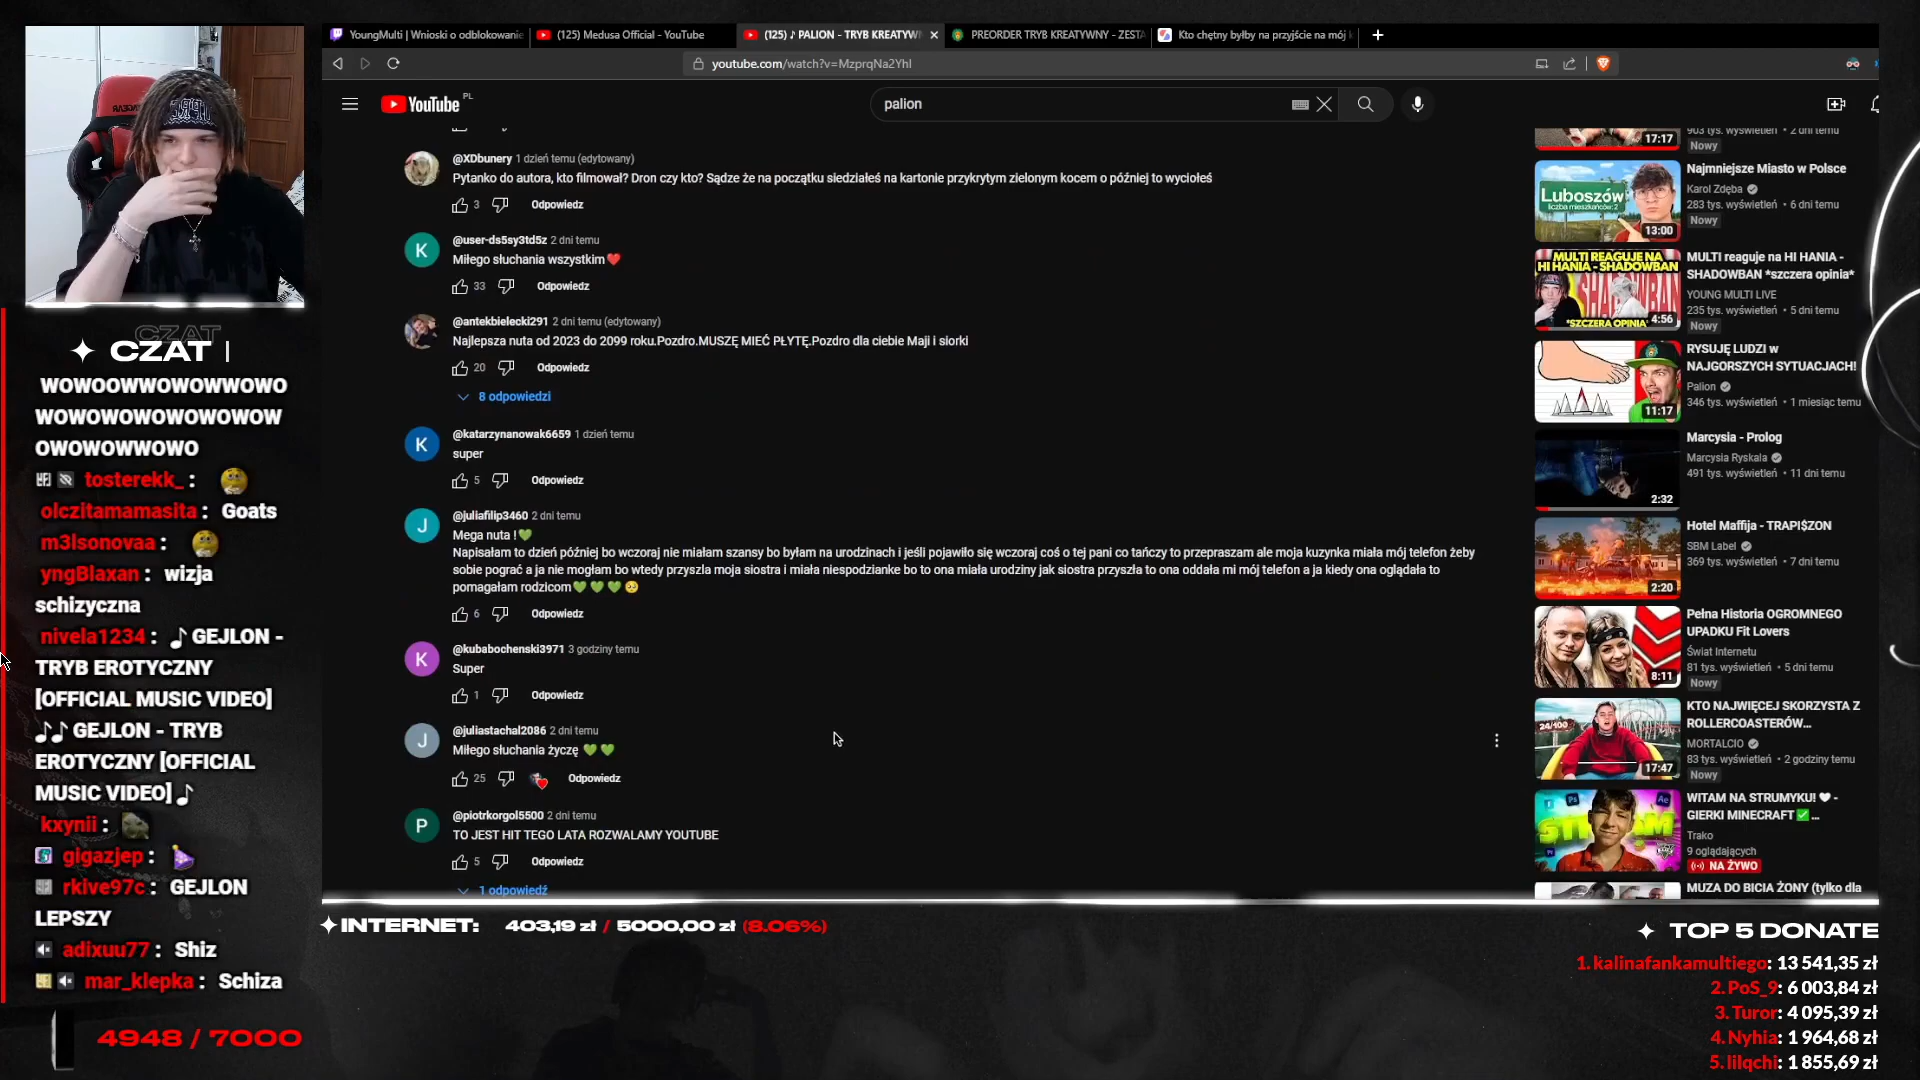 YoungMulti | Wnioski o odblokowanie
(125) Medusa Official - YouTube
(125) ♪ PALION - TRYB KREATYWN
PREORDER TRYB KREATYWNY - ZESTA
Kto chętny byłby na przyjście na mój k
youtube.com/watch?v=MzprqNa2YhI
YouTube PL
palion
@XDbunery 1 dzień temu (edytowany)
Pytanko do autora, kto filmował? Dron czy kto? Sądze że na początku siedziałeś na kartonie przykrytym zielonym kocem o później to wyciołeś
3 Odpowiedz
@user-ds5sy3td5z 2 dni temu
Miłego słuchania wszystkim❤️
33 Odpowiedz
@antekbielecki291 2 dni temu (edytowany)
Najlepsza nuta od 2023 do 2099 roku.Pozdro.MUSZĘ MIEĆ PŁYTĘ.Pozdro dla ciebie Maji i siorki
20 Odpowiedz
8 odpowiedzi
K
@katarzynanowak6659 1 dzień temu
super
5 Odpowiedz
J
@juliafilip3460 2 dni temu
Mega nuta !💚
Napisałam to dzień później bo wczoraj nie miałam szansy bo byłam na urodzinach i jeśli pojawiło się wczoraj coś o tej pani co tańczy to przepraszam ale moja kuzynka miała mój telefon żeby
sobie pograć a ja nie mogłam bo wtedy przyszla moja siostra i miała niespodzianke bo to ona miała urodziny jak siostra przyszła to ona oddała mi mój telefon a ja kiedy ona oglądała to
pomagałam rodzicom💚 💚 💚 🥺
6 Odpowiedz
K
@kubabochenski3971 3 godziny temu
Super
1 Odpowiedz
J
@juliastachal2086 2 dni temu
Miłego słuchania życzę 💚 💚
25 Odpowiedz
P
@piotrkorgol5500 2 dni temu
TO JEST HIT TEGO LATA ROZWALAMY YOUTUBE
5 Odpowiedz
1 odpowiedź
903 tys. wyświetleń • 2 dni temu
Nowy
17:17
Najmniejsze Miasto w Polsce
Karol Zdęba
283 tys. wyświetleń • 6 dni temu
Nowy
Luboszów
liczba mieszkańców: 2
13:00
MULTI reaguje na HI HANIA -
SHADOWBAN *szczera opinia*
YOUNG MULTI LIVE
235 tys. wyświetleń • 5 dni temu
Nowy
MULTI REAGUJE NA
HI HANIA - SHADOWBAN
*SZCZERA OPINIA*
4:56
RYSUJĘ LUDZI w
NAJGORSZYCH SYTUACJACH!
Palion
346 tys. wyświetleń • 1 miesiąc temu
11:17
Marcysia - Prolog
Marcysia Ryskala
491 tys. wyświetleń • 11 dni temu
2:32
Hotel Maffija - TRAPI$ZON
SBM Label
369 tys. wyświetleń • 7 dni temu
2:20
Pełna Historia OGROMNEGO
UPADKU Fit Lovers
Świat Internetu
81 tys. wyświetleń • 5 dni temu
Nowy
8:11
KTO NAJWIĘCEJ SKORZYSTA Z
ROLLERCOASTERÓW...
MORTALCIO
83 tys. wyświetleń • 2 godziny temu
Nowy
24/100
17:47
WITAM NA STRUMYKU! 🤍 -
GIERKI MINECRAFT ✅ ...
Trako
9 oglądających
NA ŻYWO
MUZA DO BICIA ŻONY (tylko dla
CZAT
✦ CZAT |
WOWOOWWOWOWWOWO
WOWOWOWOWOWOWOW
OWOWOWWOWO
tosterekk_ :
olczitamamasita : Goats
m3lsonovaa :
yngBlaxan : wizja
schizyczna
nivela1234 : ♪ GEJLON -
TRYB EROTYCZNY
[OFFICIAL MUSIC VIDEO]
♪♪ GEJLON - TRYB
EROTYCZNY [OFFICIAL
MUSIC VIDEO] ♪
kxynii :
gigazjep :
rkive97c : GEJLON
LEPSZY
adixuu77 : Shiz
mar_klepka : Schiza
4948 / 7000
✦ INTERNET: 403,19 zł / 5000,00 zł (8.06%)
✦ TOP 5 DONATE
1. kalinafankamultiego: 13 541,35 zł
2. PoS_9: 6 003,84 zł
3. Turor: 4 095,39 zł
4. Nyhia: 1 964,68 zł
5. lilqchi: 1 855,69 zł